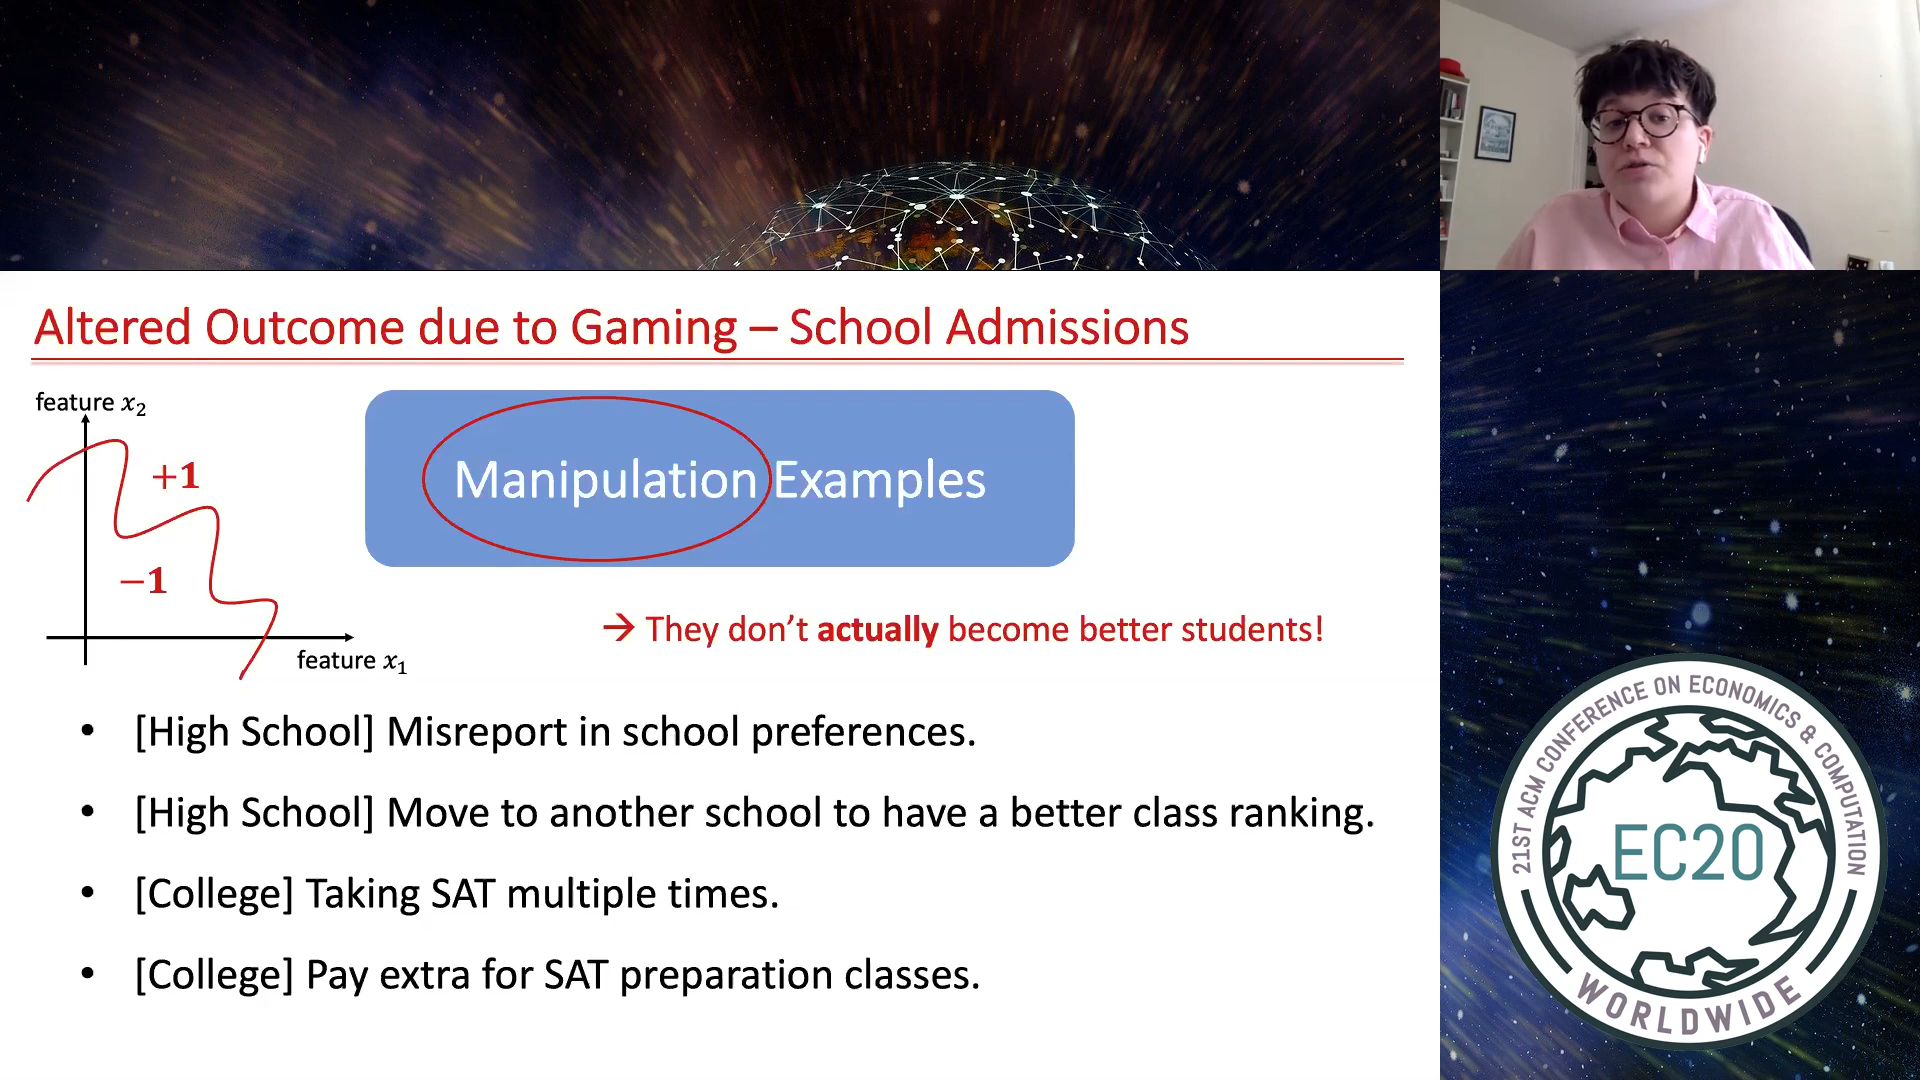 Altered Outcome due to Gaming – School Admissions
feature x₂
+1
−1
feature x₁
Manipulation Examples
→ They don’t actually become better students!
• [High School] Misreport in school preferences.
• [High School] Move to another school to have a better class ranking.
• [College] Taking SAT multiple times.
• [College] Pay extra for SAT preparation classes.
21ST ACM CONFERENCE ON ECONOMICS & COMPUTATION
EC20
WORLDWIDE